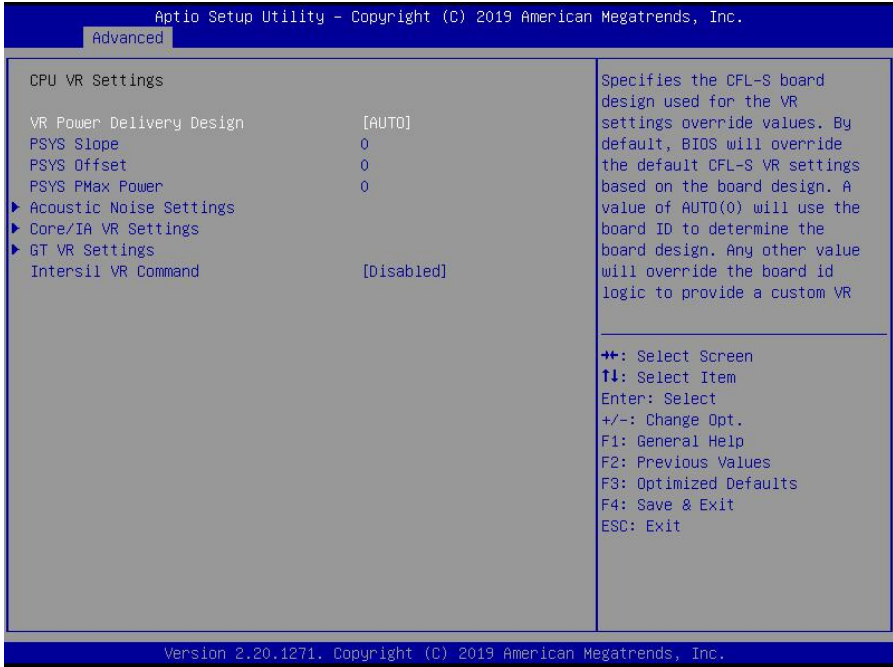 Aptio Setup Utility – Copyright (C) 2019 American Megatrends, Inc.
Advanced
CPU VR Settings
VR Power Delivery Design [AUTO]
PSYS Slope 0
PSYS Offset 0
PSYS PMax Power 0
Acoustic Noise Settings
Core/IA VR Settings
GT VR Settings
Intersil VR Command [Disabled]
Specifies the CFL-S board
design used for the VR
settings override values. By
default, BIOS will override
the default CFL-S VR settings
based on the board design. A
value of AUTO(0) will use the
board ID to determine the
board design. Any other value
will override the board id
logic to provide a custom VR
→←: Select Screen
↑↓: Select Item
Enter: Select
+/-: Change Opt.
F1: General Help
F2: Previous Values
F3: Optimized Defaults
F4: Save & Exit
ESC: Exit
Version 2.20.1271. Copyright (C) 2019 American Megatrends, Inc.